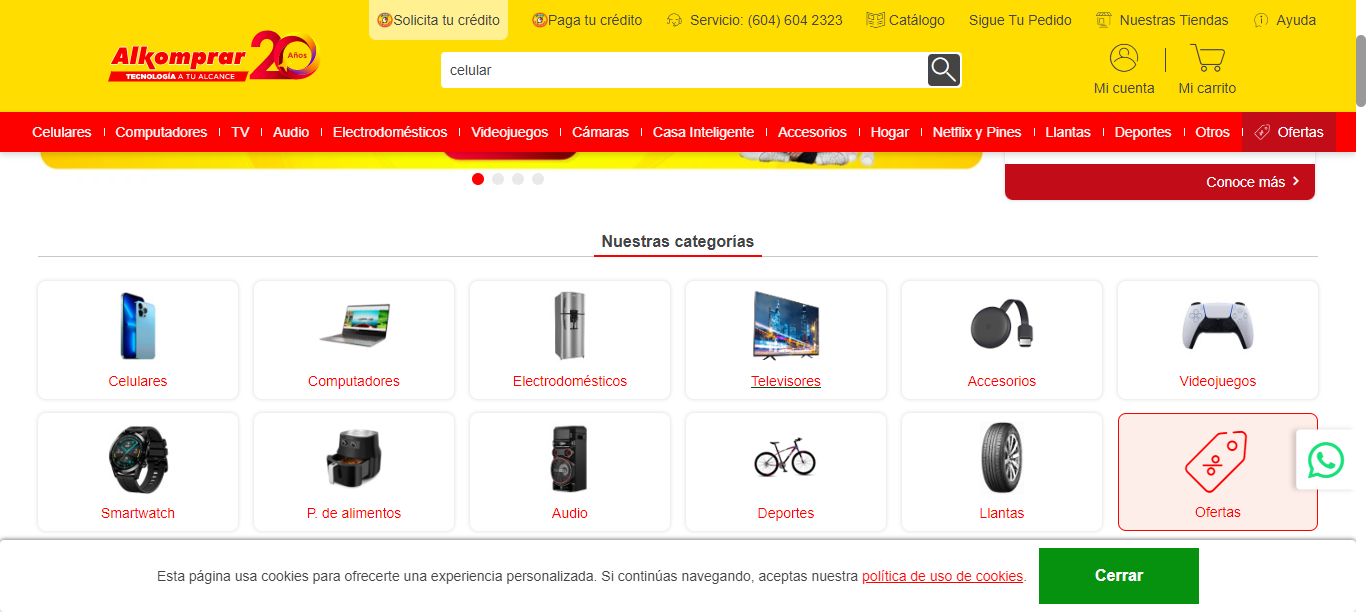 Solicita tu crédito
Paga tu crédito
Servicio: (604) 604 2323
Catálogo
Sigue Tu Pedido
Nuestras Tiendas
Ayuda
Alkomprar 20 Años
TECNOLOGÍA A TU ALCANCE
celular
Mi cuenta
Mi carrito
Celulares
Computadores
TV
Audio
Electrodomésticos
Videojuegos
Cámaras
Casa Inteligente
Accesorios
Hogar
Netflix y Pines
Llantas
Deportes
Otros
Ofertas
Conoce más
Nuestras categorías
Celulares
Computadores
Electrodomésticos
Televisores
Accesorios
Videojuegos
Smartwatch
P. de alimentos
Audio
Deportes
Llantas
Ofertas
Esta página usa cookies para ofrecerte una experiencia personalizada. Si continúas navegando, aceptas nuestra política de uso de cookies.
Cerrar